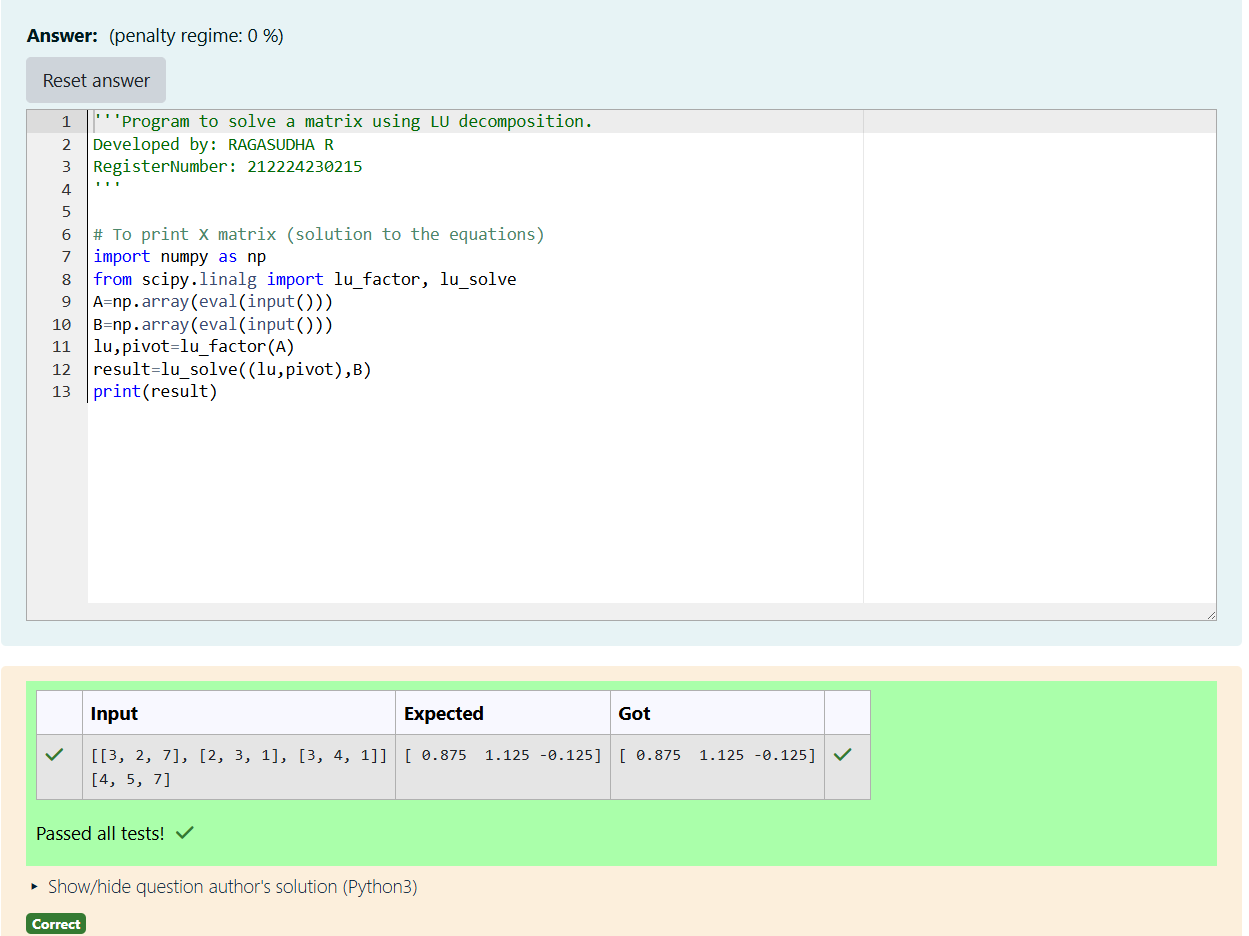 Answer: (penalty regime: 0 %)
Reset answer
1 '''Program to solve a matrix using LU decomposition.
2 Developed by: RAGASUDHA R
3 RegisterNumber: 212224230215
4 '''
5
6 # To print X matrix (solution to the equations)
7 import numpy as np
8 from scipy.linalg import lu_factor, lu_solve
9 A=np.array(eval(input()))
10 B=np.array(eval(input()))
11 lu,pivot=lu_factor(A)
12 result=lu_solve((lu,pivot),B)
13 print(result)
Input Expected Got
[[3, 2, 7], [2, 3, 1], [3, 4, 1]] [ 0.875  1.125 -0.125] [ 0.875  1.125 -0.125]
[4, 5, 7]
Passed all tests!
Show/hide question author's solution (Python3)
Correct